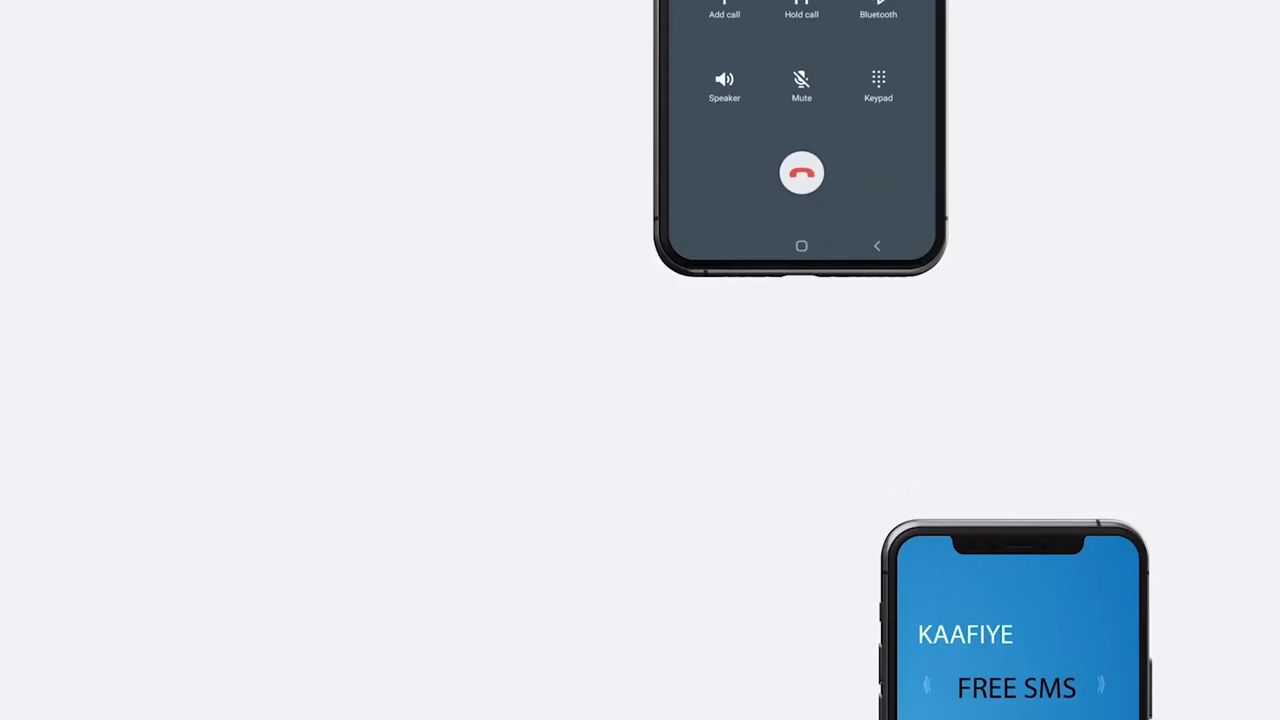 Add call Hold call Bluetooth
Speaker Mute Keypad
KAAFIYE
FREE SMS